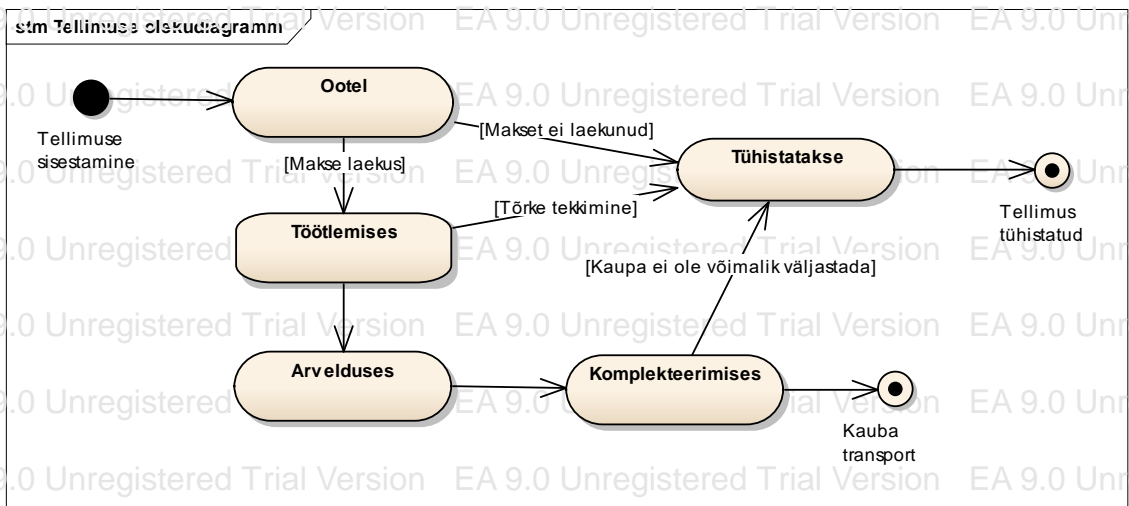 stm Tellimuse olekudiagramm
Ootel
Tellimuse
sisestamine
[Makset ei laekunud]
[Makse laekus]
Tühistatakse
[Tõrke tekkimine]
Tellimus
tühistatud
Töötlemises
[Kaupa ei ole võimalik väljastada]
Arvelduses
Komplekteerimises
Kauba
transport
EA 9.0 Unregistered Trial Version